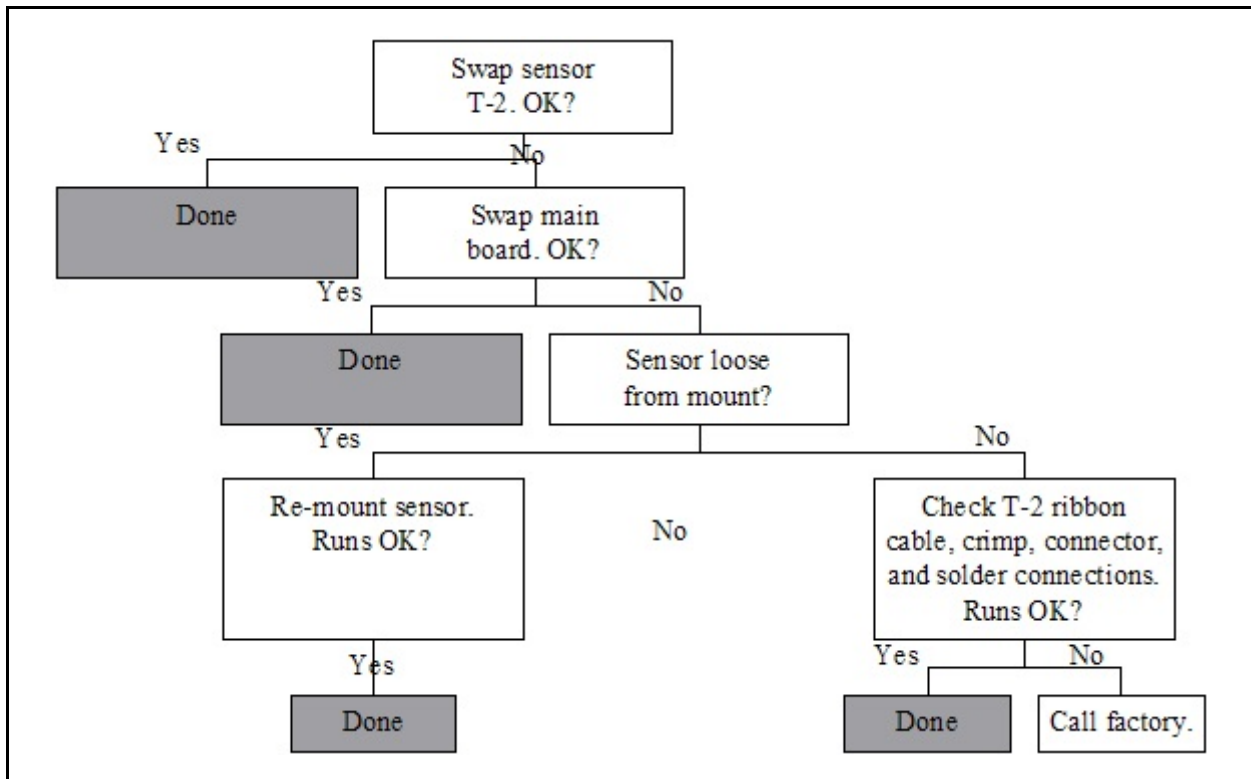 Swap sensor
T-2. OK?
Yes
No
Done
Swap main
board. OK?
Yes
No
Done
Sensor loose
from mount?
Yes
No
Re-mount sensor.
Runs OK?
No
Check T-2 ribbon
cable, crimp, connector,
and solder connections.
Runs OK?
Yes
Yes
No
Done
Done
Call factory.